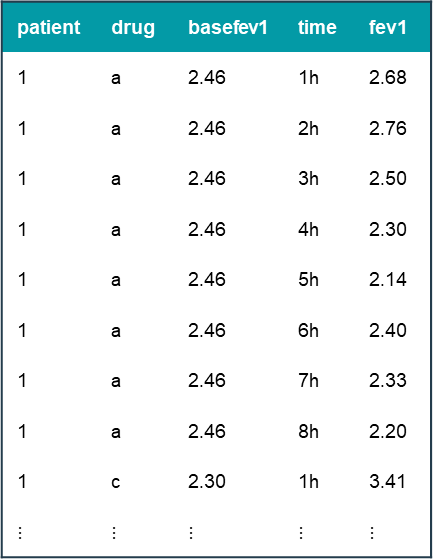 patient drug basefev1 time fev1
1 a 2.46 1h 2.68
1 a 2.46 2h 2.76
1 a 2.46 3h 2.50
1 a 2.46 4h 2.30
1 a 2.46 5h 2.14
1 a 2.46 6h 2.40
1 a 2.46 7h 2.33
1 a 2.46 8h 2.20
1 c 2.30 1h 3.41
⋮ ⋮ ⋮ ⋮ ⋮